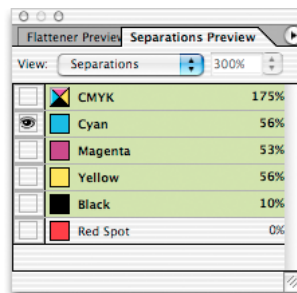 Flattener Preview Separations Preview
View: Separations 300%
CMYK 175%
Cyan 56%
Magenta 53%
Yellow 56%
Black 10%
Red Spot 0%